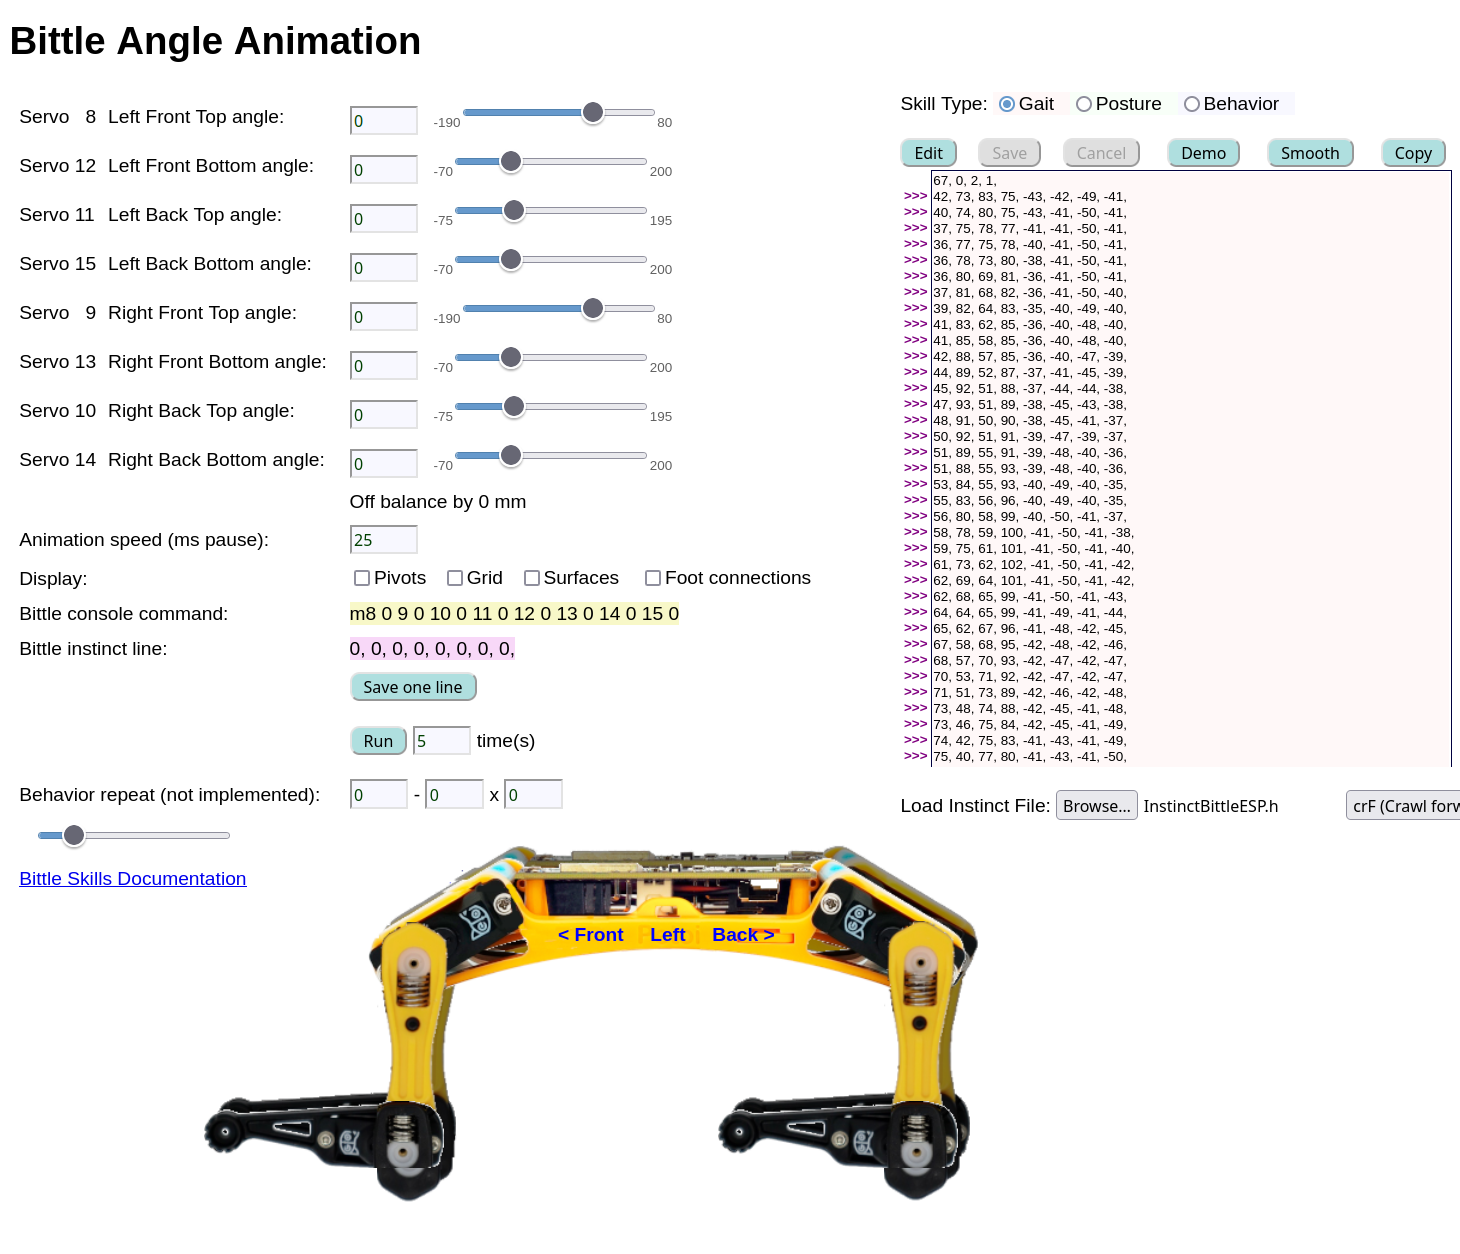 Bittle Angle Animation
Servo 8 Left Front Top angle: 0 -190 80
Servo 12 Left Front Bottom angle: 0 -70 200
Servo 11 Left Back Top angle: 0 -75 195
Servo 15 Left Back Bottom angle: 0 -70 200
Servo 9 Right Front Top angle: 0 -190 80
Servo 13 Right Front Bottom angle: 0 -70 200
Servo 10 Right Back Top angle: 0 -75 195
Servo 14 Right Back Bottom angle: 0 -70 200
Off balance by 0 mm
Animation speed (ms pause): 25
Display: Pivots Grid Surfaces Foot connections
Bittle console command: m8 0 9 0 10 0 11 0 12 0 13 0 14 0 15 0
Bittle instinct line: 0, 0, 0, 0, 0, 0, 0, 0,
Save one line
Run 5 time(s)
Behavior repeat (not implemented): 0 - 0 x 0
Bittle Skills Documentation
Skill Type: Gait Posture Behavior
Edit Save Cancel Demo Smooth Copy
67, 0, 2, 1,
>>> 42, 73, 83, 75, -43, -42, -49, -41,
>>> 40, 74, 80, 75, -43, -41, -50, -41,
>>> 37, 75, 78, 77, -41, -41, -50, -41,
>>> 36, 77, 75, 78, -40, -41, -50, -41,
>>> 36, 78, 73, 80, -38, -41, -50, -41,
>>> 36, 80, 69, 81, -36, -41, -50, -41,
>>> 37, 81, 68, 82, -36, -41, -50, -40,
>>> 39, 82, 64, 83, -35, -40, -49, -40,
>>> 41, 83, 62, 85, -36, -40, -48, -40,
>>> 41, 85, 58, 85, -36, -40, -48, -40,
>>> 42, 88, 57, 85, -36, -40, -47, -39,
>>> 44, 89, 52, 87, -37, -41, -45, -39,
>>> 45, 92, 51, 88, -37, -44, -44, -38,
>>> 47, 93, 51, 89, -38, -45, -43, -38,
>>> 48, 91, 50, 90, -38, -45, -41, -37,
>>> 50, 92, 51, 91, -39, -47, -39, -37,
>>> 51, 89, 55, 91, -39, -48, -40, -36,
>>> 51, 88, 55, 93, -39, -48, -40, -36,
>>> 53, 84, 55, 93, -40, -49, -40, -35,
>>> 55, 83, 56, 96, -40, -49, -40, -35,
>>> 56, 80, 58, 99, -40, -50, -41, -37,
>>> 58, 78, 59, 100, -41, -50, -41, -38,
>>> 59, 75, 61, 101, -41, -50, -41, -40,
>>> 61, 73, 62, 102, -41, -50, -41, -42,
>>> 62, 69, 64, 101, -41, -50, -41, -42,
>>> 62, 68, 65, 99, -41, -50, -41, -43,
>>> 64, 64, 65, 99, -41, -49, -41, -44,
>>> 65, 62, 67, 96, -41, -48, -42, -45,
>>> 67, 58, 68, 95, -42, -48, -42, -46,
>>> 68, 57, 70, 93, -42, -47, -42, -47,
>>> 70, 53, 71, 92, -42, -47, -42, -47,
>>> 71, 51, 73, 89, -42, -46, -42, -48,
>>> 73, 48, 74, 88, -42, -45, -41, -48,
>>> 73, 46, 75, 84, -42, -45, -41, -49,
>>> 74, 42, 75, 83, -41, -43, -41, -49,
>>> 75, 40, 77, 80, -41, -43, -41, -50,
Load Instinct File: Browse... InstinctBittleESP.h crF (Crawl forw
< Front Left Back >